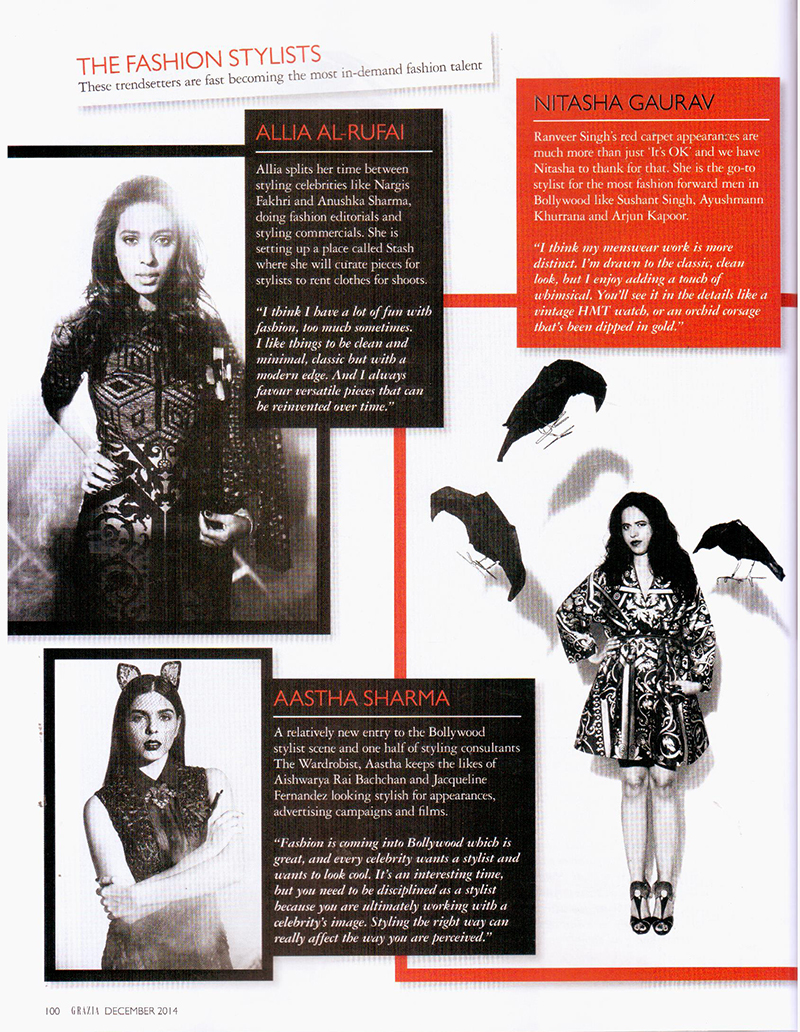 THE FASHION STYLISTS
These trendsetters are fast becoming the most in-demand fashion talent
ALLIA AL-RUFAI
Allia splits her time between
styling celebrities like Nargis
Fakhri and Anushka Sharma,
doing fashion editorials and
styling commercials. She is
setting up a place called Stash
where she will curate pieces for
stylists to rent clothes for shoots.
“I think I have a lot of fun with
fashion, too much sometimes.
I like things to be clean and
minimal, classic but with a
modern edge. And I always
favour versatile pieces that can
be reinvented over time.”
NITASHA GAURAV
Ranveer Singh's red carpet appearances are
much more than just ‘It's OK’ and we have
Nitasha to thank for that. She is the go-to
stylist for the most fashion forward men in
Bollywood like Sushant Singh, Ayushmann
Khurrana and Arjun Kapoor.
“I think my menswear work is more
distinct. I'm drawn to the classic, clean
look, but I enjoy adding a touch of
whimsical. You'll see it in the details like a
vintage HMT watch, or an orchid corsage
that's been dipped in gold.”
AASTHA SHARMA
A relatively new entry to the Bollywood
stylist scene and one half of styling consultants
The Wardrobist, Aastha keeps the likes of
Aishwarya Rai Bachchan and Jacqueline
Fernandez looking stylish for appearances,
advertising campaigns and films.
“Fashion is coming into Bollywood which is
great, and every celebrity wants a stylist and
wants to look cool. It's an interesting time,
but you need to be disciplined as a stylist
because you are ultimately working with a
celebrity's image. Styling the right way can
really affect the way you are perceived.”
100 GRAZIA DECEMBER 2014